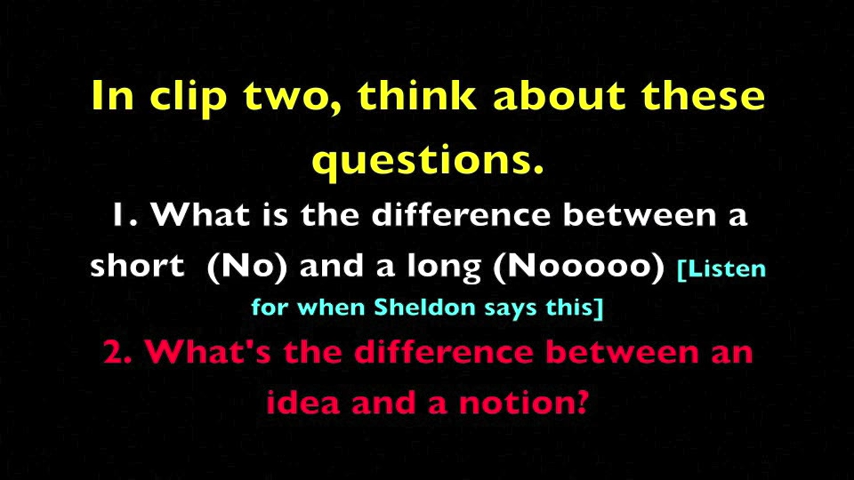 In clip two, think about these
questions.
1. What is the difference between a
short (No) and a long (Nooooo) [Listen
for when Sheldon says this]
2. What's the difference between an
idea and a notion?